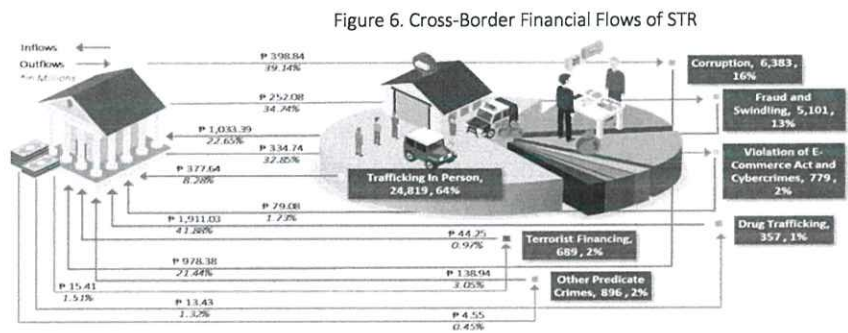 Figure 6. Cross-Border Financial Flows of STR
Inflows
Outflows
*in Millions
₱ 398.84
39.14%
Corruption, 6,383,
16%
₱ 252.08
34.74%
Fraud and
Swindling, 5,101,
13%
₱ 1,033.39
22.65%
₱ 334.74
32.85%
Violation of E-
Commerce Act and
Cybercrimes, 779,
2%
₱ 377.64
8.28%
Trafficking In Person,
24,819, 64%
₱ 79.08
1.73%
₱ 1,911.03
41.88%
Drug Trafficking,
357, 1%
₱ 44.25
0.97%
Terrorist Financing,
689, 2%
₱ 978.38
21.44%
₱ 138.94
3.05%
Other Predicate
Crimes, 896, 2%
₱ 15.41
1.51%
₱ 13.43
1.32%
₱ 4.55
0.45%